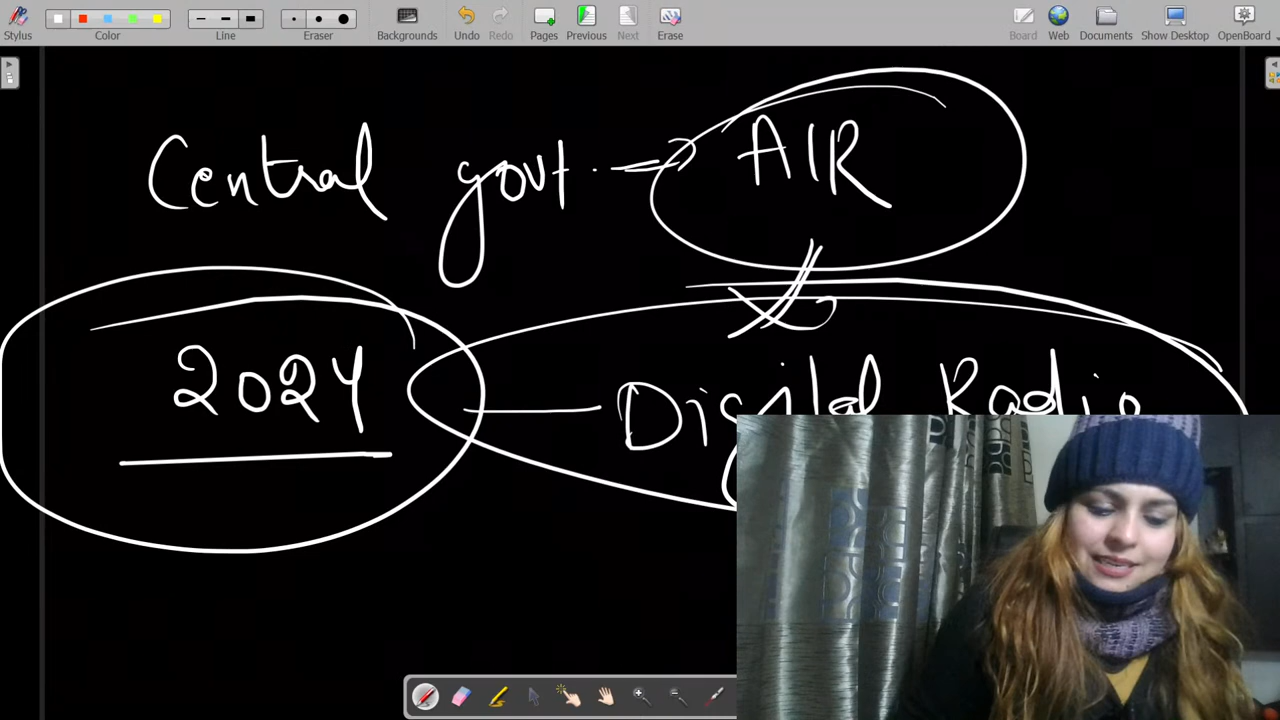 Stylus Color Line Eraser Backgrounds Undo Redo Pages Previous Next Erase Board Web Documents Show Desktop OpenBoard
Central govt. → AIR
2024 — Digital Radio